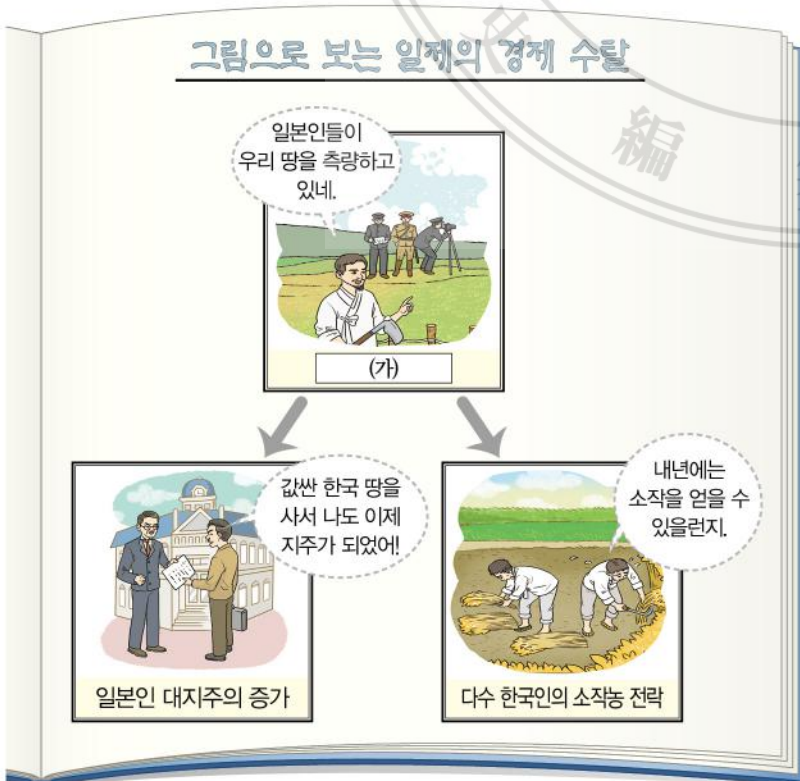 그림으로 보는 일제의 경제 수탈
編
일본인들이
우리 땅을 측량하고
있네.
(가)
값싼 한국 땅을
사서 나도 이제
지주가 되었어!
내년에는
소작을 얻을 수
있을런지.
일본인 대지주의 증가
다수 한국인의 소작농 전락